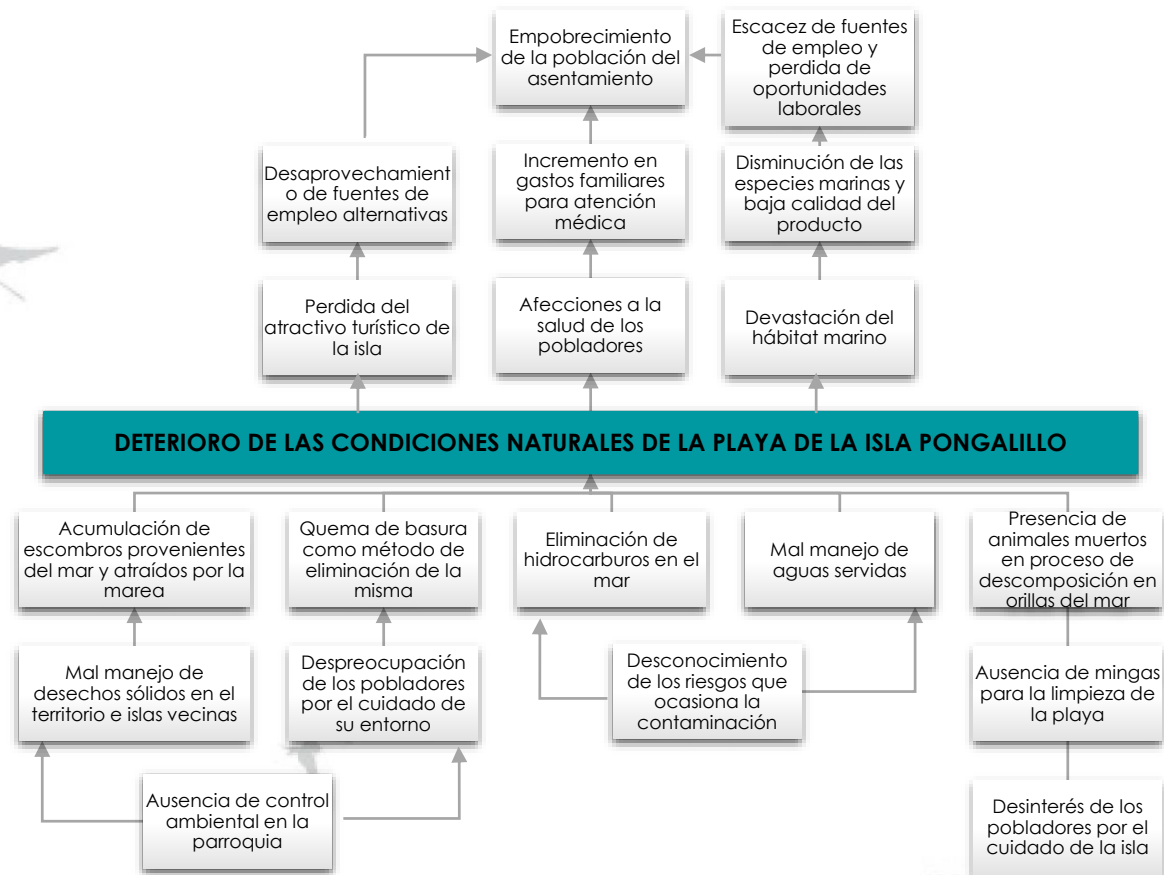 Empobrecimiento
de la población del
asentamiento
Escacez de fuentes
de empleo y
perdida de
oportunidades
laborales
Desaprovechamient
o de fuentes de
empleo alternativas
Incremento en
gastos familiares
para atención
médica
Disminución de las
especies marinas y
baja calidad del
producto
Perdida del
atractivo turístico de
la isla
Afecciones a la
salud de los
pobladores
Devastación del
hábitat marino
DETERIORO DE LAS CONDICIONES NATURALES DE LA PLAYA DE LA ISLA PONGALILLO
Acumulación de
escombros provenientes
del mar y atraídos por la
marea
Quema de basura
como método de
eliminación de la
misma
Eliminación de
hidrocarburos en el
mar
Mal manejo de
aguas servidas
Presencia de
animales muertos
en proceso de
descomposición en
orillas del mar
Mal manejo de
desechos sólidos en el
territorio e islas vecinas
Despreocupación
de los pobladores
por el cuidado de
su entorno
Desconocimiento
de los riesgos que
ocasiona la
contaminación
Ausencia de mingas
para la limpieza de
la playa
Ausencia de control
ambiental en la
parroquia
Desinterés de los
pobladores por el
cuidado de la isla